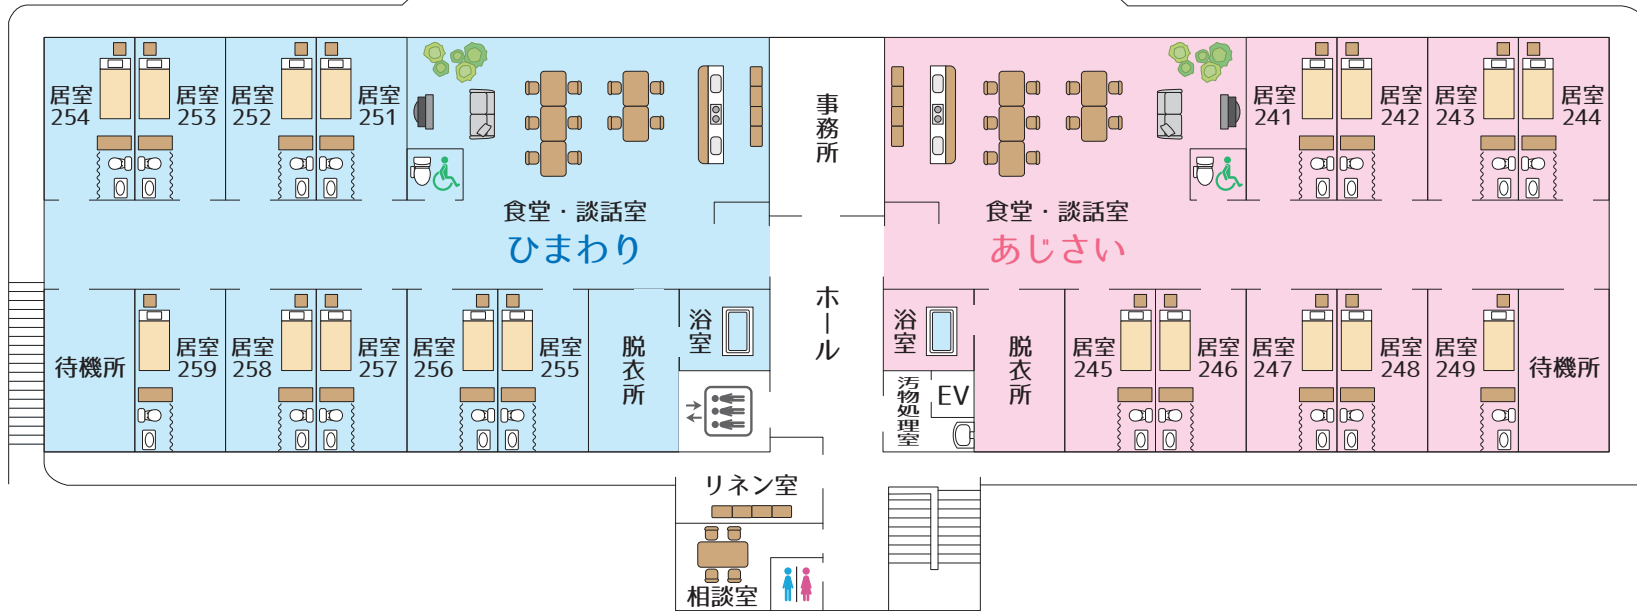 居室
254
居室
253
居室
252
居室
251
事務所
居室
241
居室
242
居室
243
居室
244
食堂・談話室
ひまわり
食堂・談話室
あじさい
ホール
待機所
居室
259
居室
258
居室
257
居室
256
居室
255
脱衣所
浴室
浴室
汚物処理室
EV
脱衣所
居室
245
居室
246
居室
247
居室
248
居室
249
待機所
リネン室
相談室